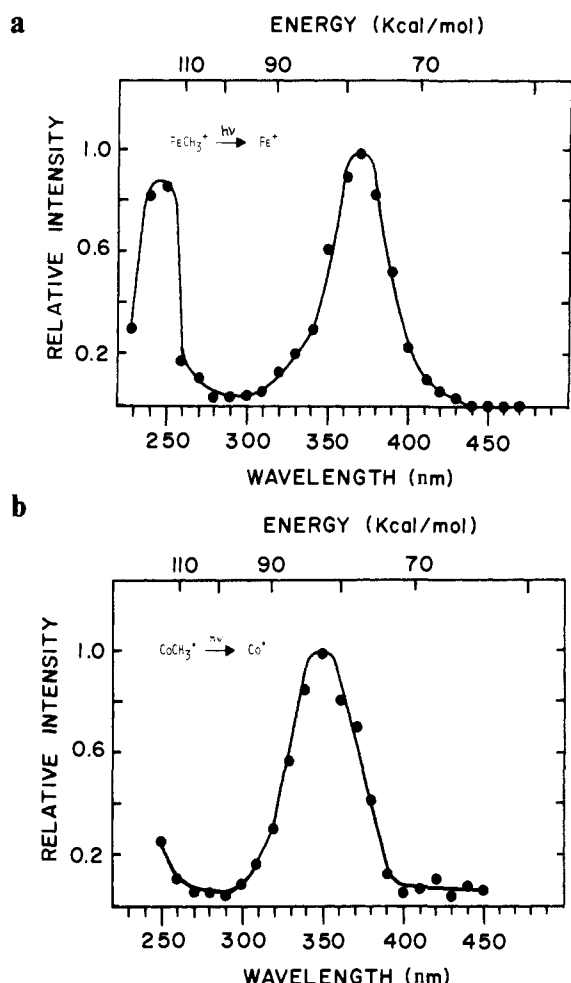 a
ENERGY (Kcal/mol)
110 90 70
FeCH₃⁺ hν → Fe⁺
RELATIVE INTENSITY
1.0
0.6
0.2
250 300 350 400 450
WAVELENGTH (nm)
b
ENERGY (Kcal/mol)
110 90 70
CoCH₃⁺ hν → Co⁺
RELATIVE INTENSITY
1.0
0.6
0.2
250 300 350 400 450
WAVELENGTH (nm)